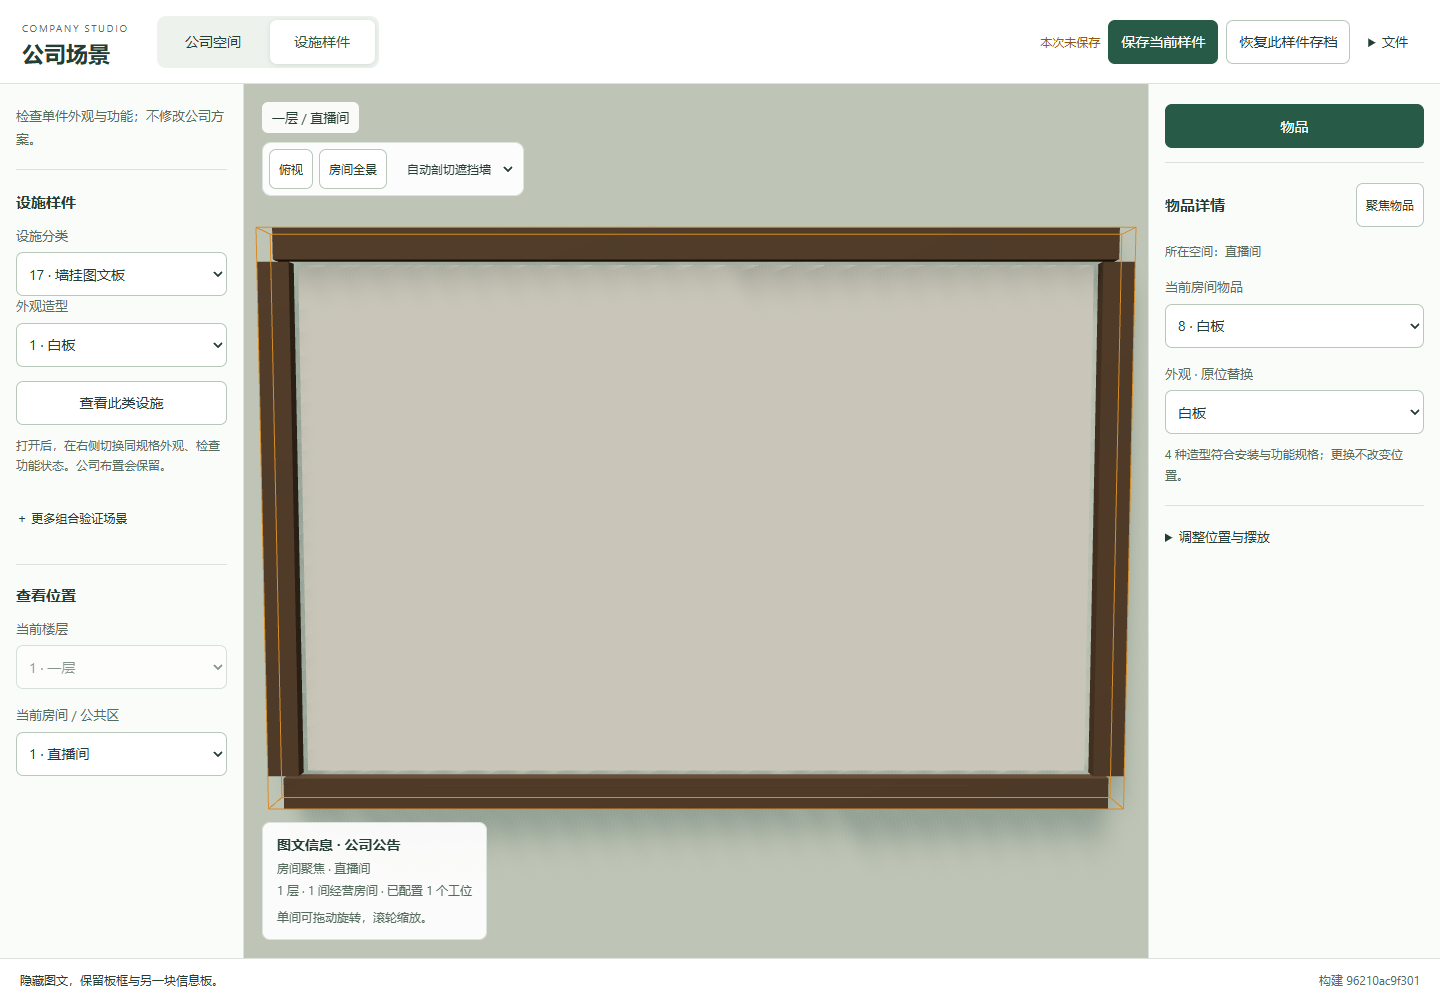 COMPANY STUDIO
公司场景
公司空间
设施样件
本次未保存
保存当前样件
恢复此样件存档
▶ 文件
检查单件外观与功能；不修改公司方案。
设施样件
设施分类
17 · 墙挂图文板
外观造型
1 · 白板
查看此类设施
打开后，在右侧切换同规格外观、检查功能状态。公司布置会保留。
+ 更多组合验证场景
查看位置
当前楼层
1 · 一层
当前房间 / 公共区
1 · 直播间
一层 / 直播间
俯视
房间全景
自动剖切遮挡墙
图文信息 · 公司公告
房间聚焦 · 直播间
1 层 · 1 间经营房间 · 已配置 1 个工位
单间可拖动旋转，滚轮缩放。
物品
物品详情
聚焦物品
所在空间：直播间
当前房间物品
8 · 白板
外观 · 原位替换
白板
4 种造型符合安装与功能规格；更换不改变位置。
▶ 调整位置与摆放
隐藏图文，保留板框与另一块信息板。
构建 96210ac9f301